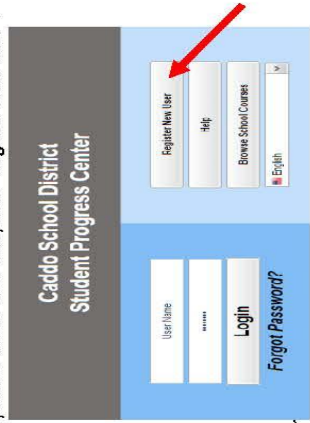 Caddo School District
Student Progress Center
User Name
Login
Forgot Password?
Register New User
Help
Browse School Courses
English